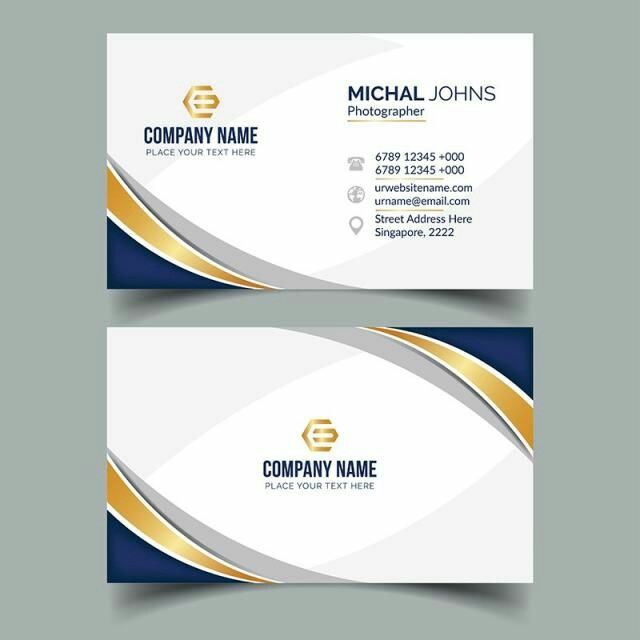 COMPANY NAME
PLACE YOUR TEXT HERE
MICHAL JOHNS
Photographer
6789 12345 +000
6789 12345 +000
urwebsitename.com
urname@email.com
Street Address Here
Singapore, 2222
COMPANY NAME
PLACE YOUR TEXT HERE